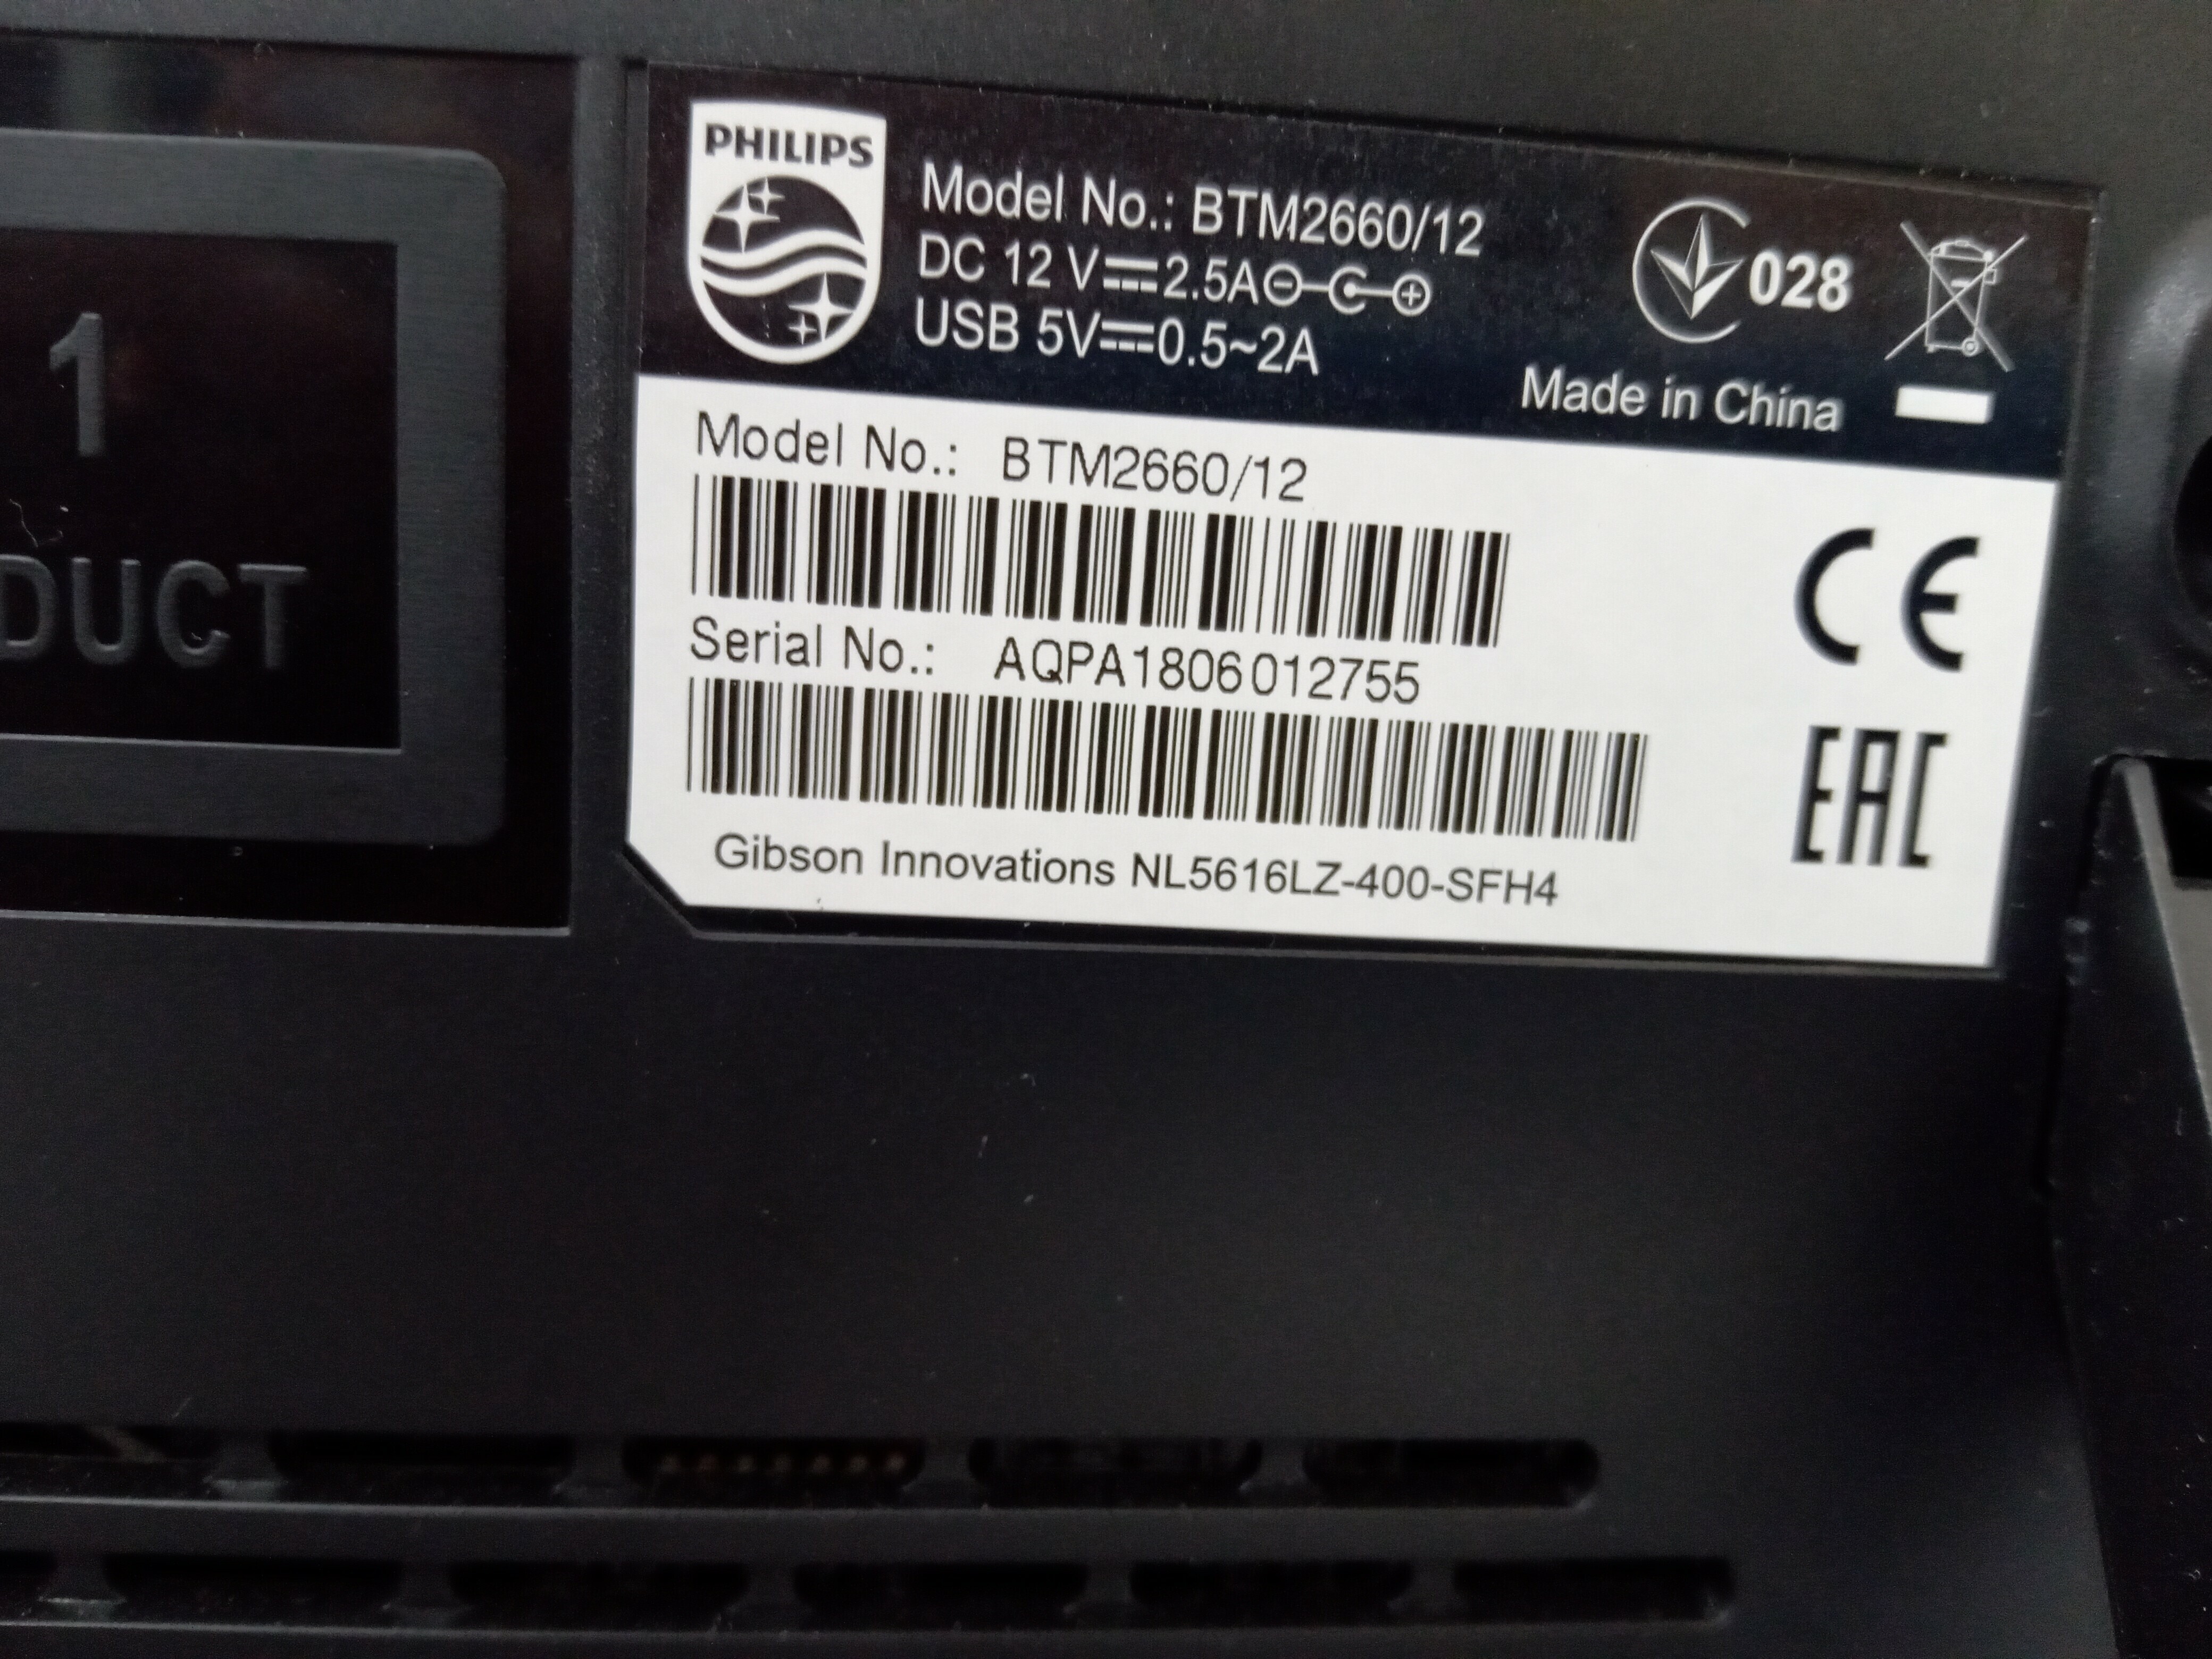 1
DUCT
PHILIPS
Model No.: BTM2660/12
DC 12 V⎓2.5A⊖-C-⊕
USB 5V⎓0.5~2A
028
Made in China
Model No.: BTM2660/12
Serial No.: AQPA1806012755
Gibson Innovations NL5616LZ-400-SFH4
CE
EAC